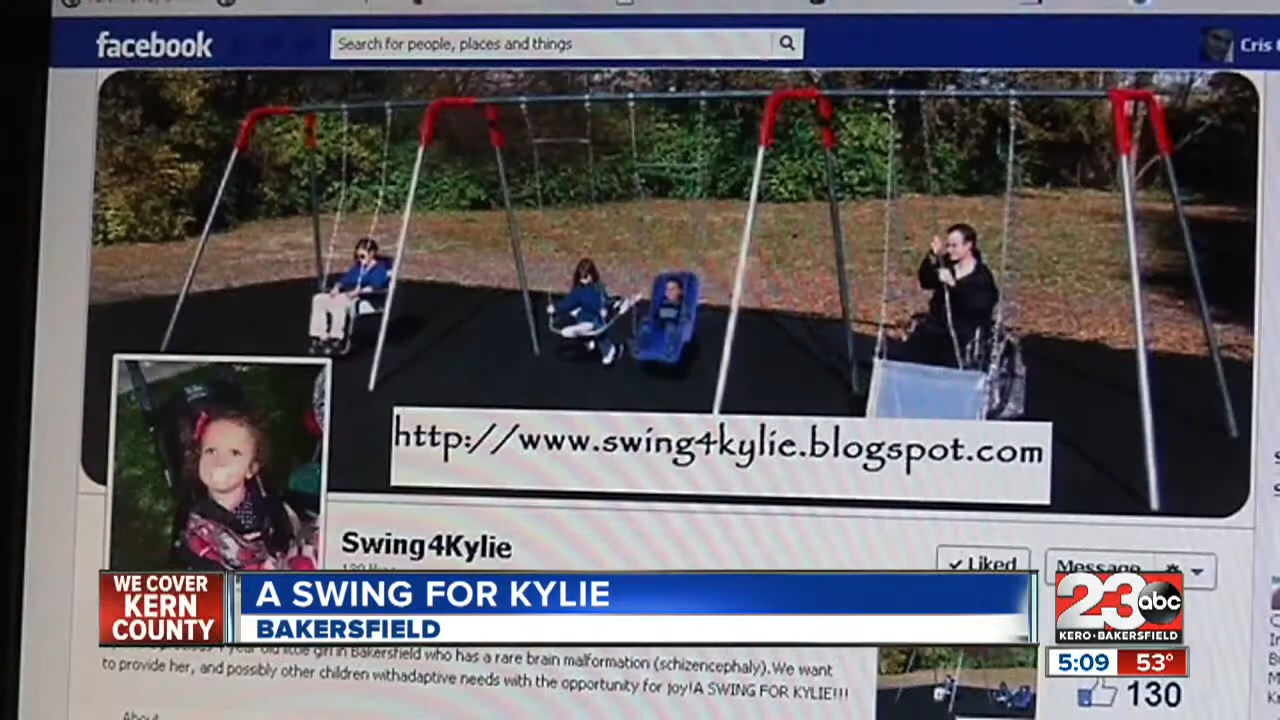 facebook
Search for people, places and things
Cris
http://www.swing4kylie.blogspot.com
Swing4Kylie
Liked
Message
WE COVER
KERN
COUNTY
A SWING FOR KYLIE
BAKERSFIELD
23 abc
KERO • BAKERSFIELD
5:09 53°
year old little girl in Bakersfield who has a rare brain malformation (schizencephaly). We want
to provide her, and possibly other children withadaptive needs with the opportunity for joy!A SWING FOR KYLIE!!!
130
About